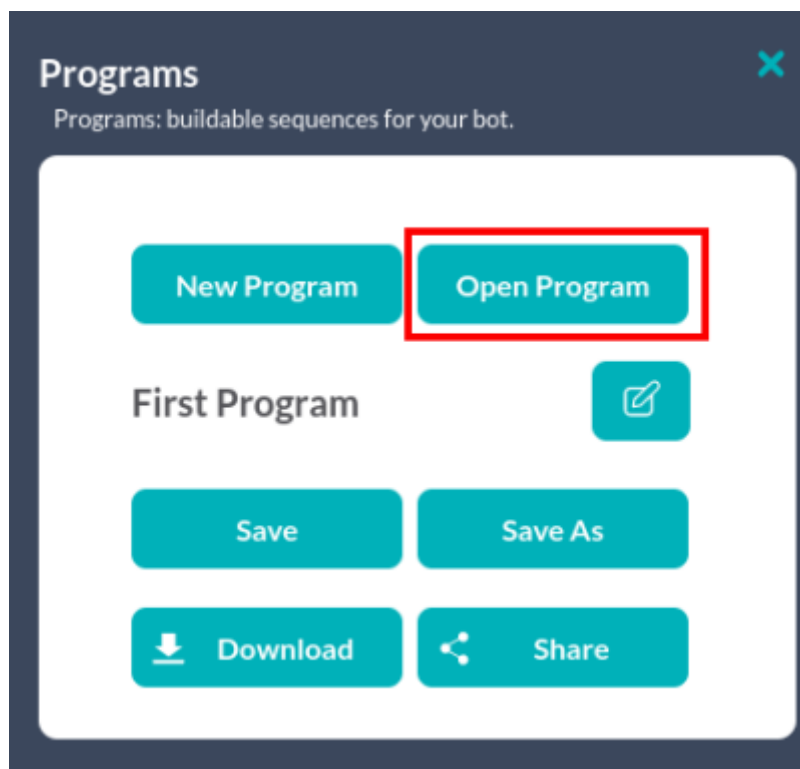 Programs
Programs: buildable sequences for your bot.
New Program Open Program
First Program
Save Save As
Download Share